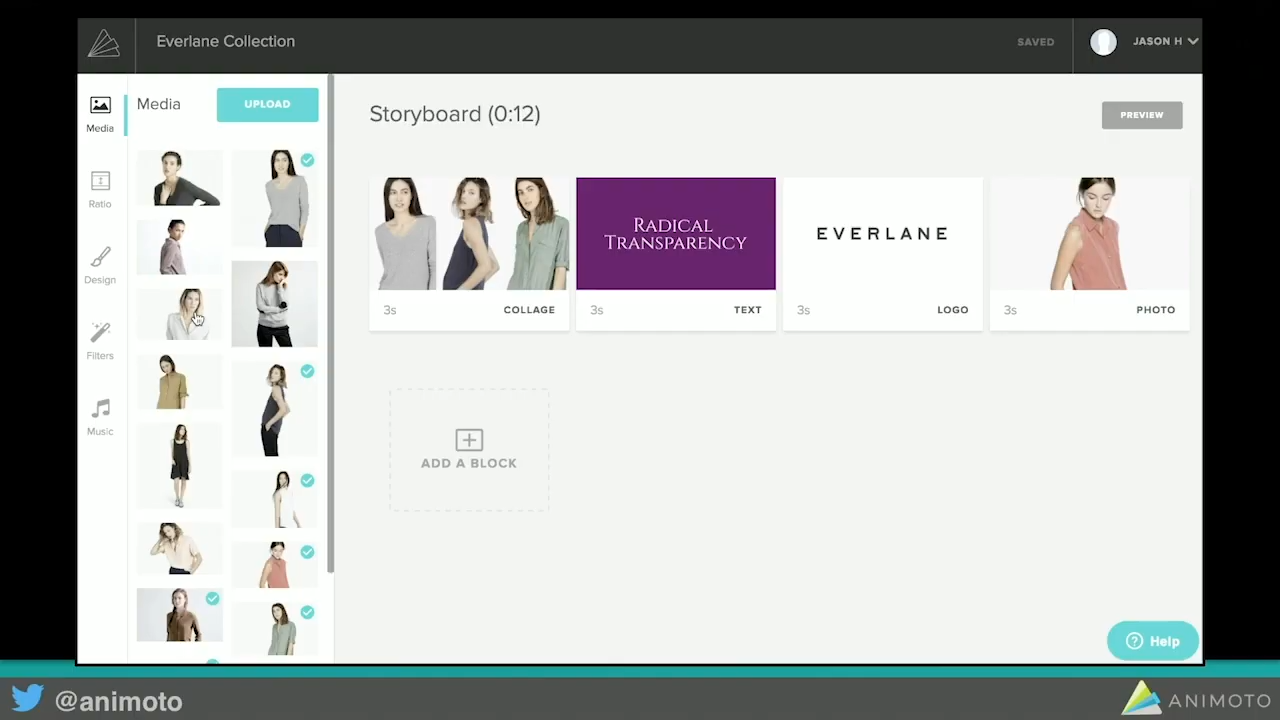 Everlane Collection
SAVED
JASON H
Media
UPLOAD
Media
Ratio
Design
Filters
Music
Storyboard (0:12)
PREVIEW
RADICAL
TRANSPARENCY
EVERLANE
3s
COLLAGE
3s
TEXT
3s
LOGO
3s
PHOTO
ADD A BLOCK
? Help
@animoto
ANIMOTO